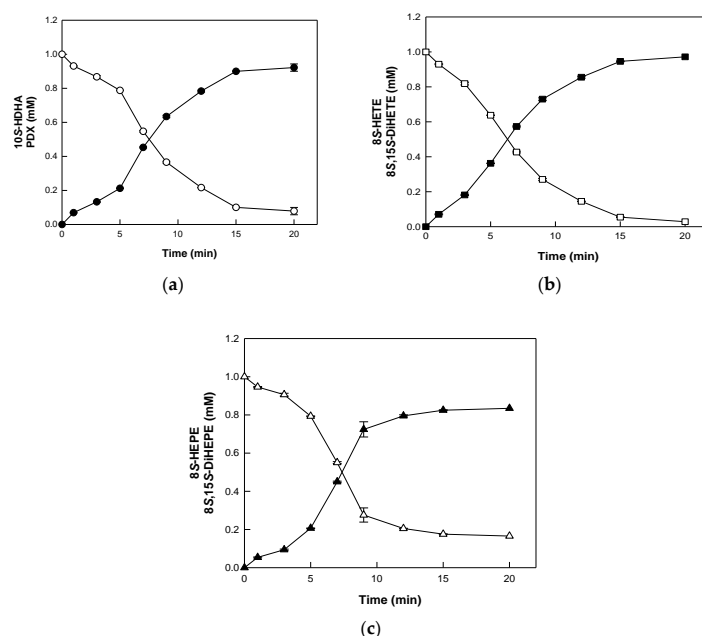 1.2
1.0
0.8
0.6
0.4
0.2
0.0
10S-HDHA
PDX (mM)
0 5 10 15 20
Time (min)
(a)
1.2
1.0
0.8
0.6
0.4
0.2
0.0
8S-HETE
8S,15S-DiHETE (mM)
0 5 10 15 20
Time (min)
(b)
1.2
1.0
0.8
0.6
0.4
0.2
0.0
8S-HEPE
8S,15S-DiHEPE (mM)
0 5 10 15 20
Time (min)
(c)